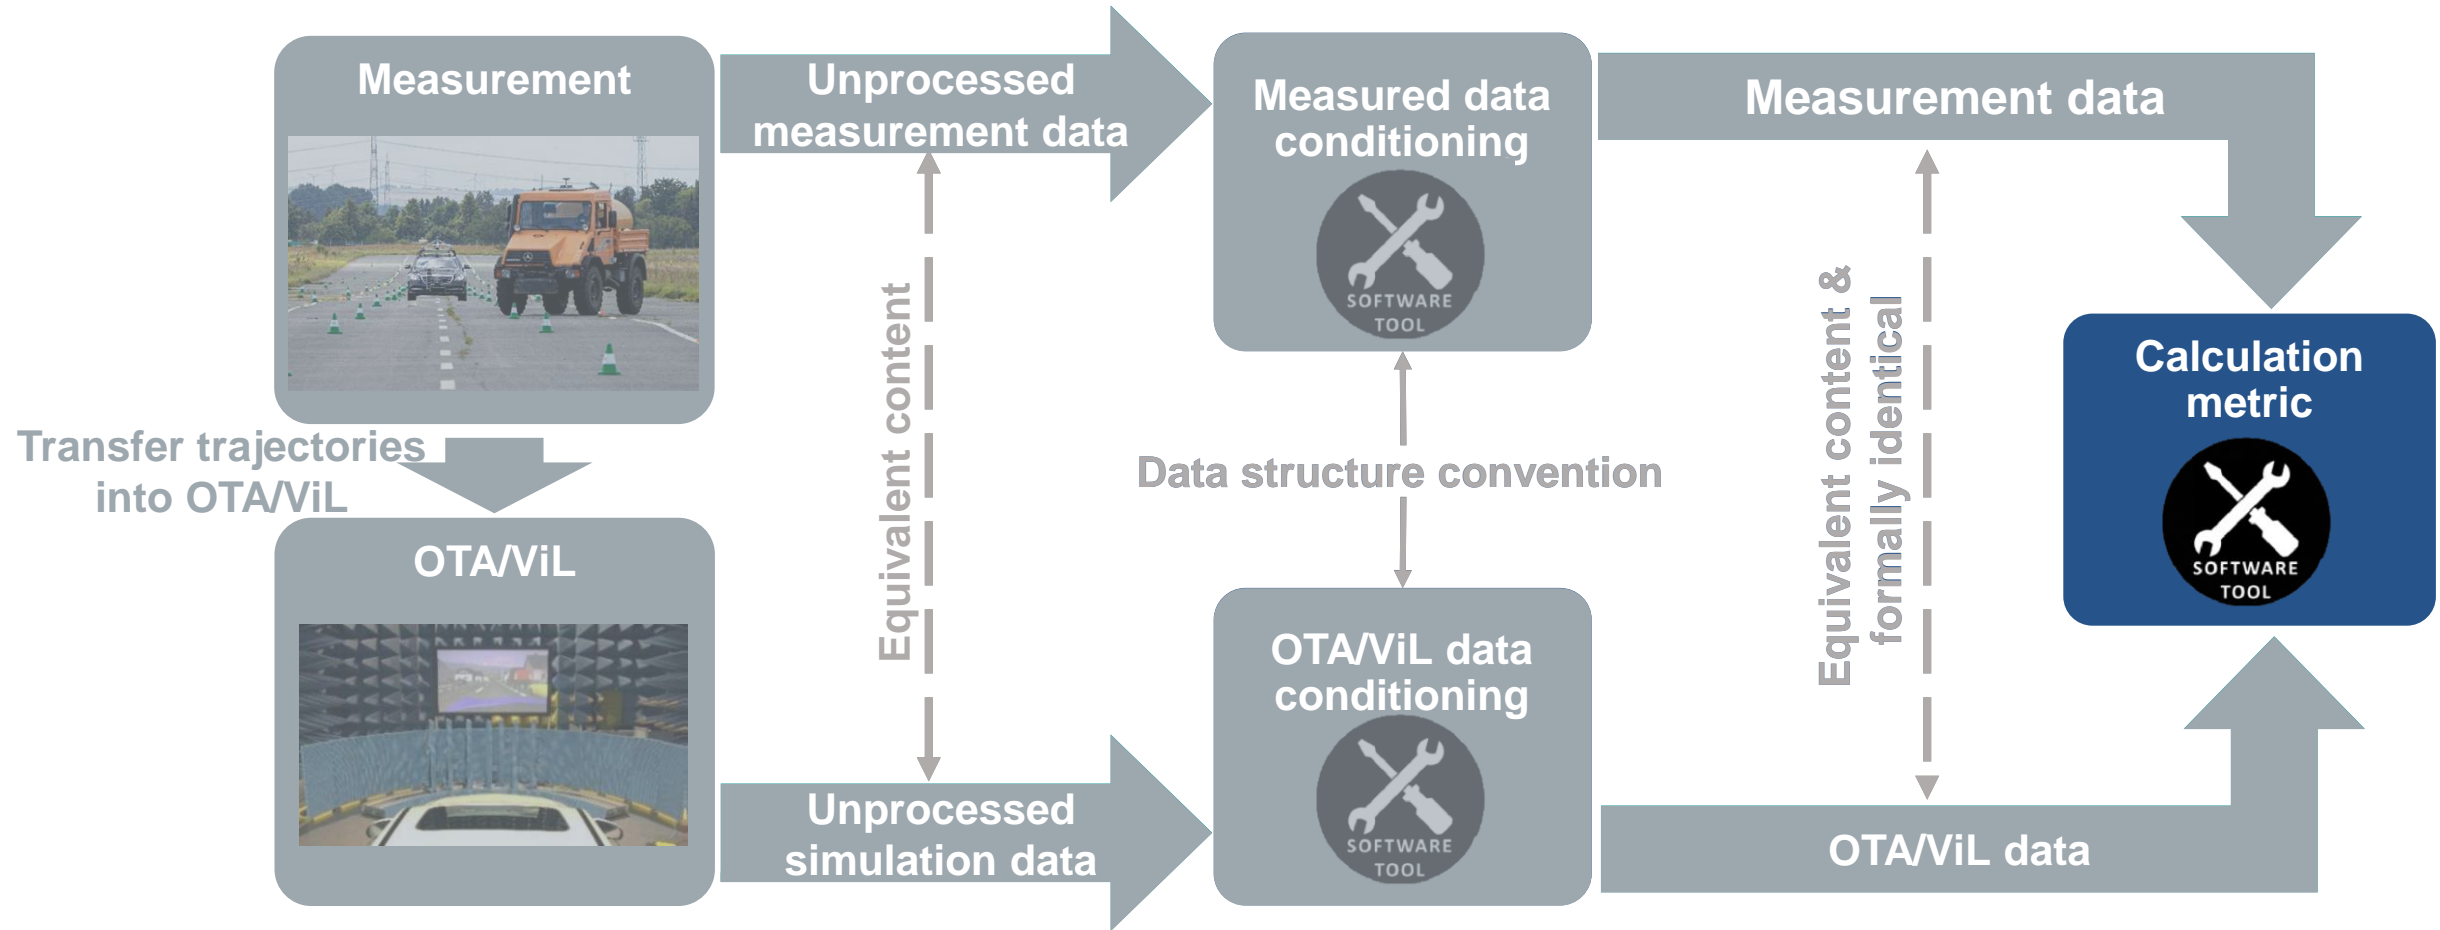 Measurement
Unprocessed
measurement data
Measured data
conditioning
SOFTWARE
TOOL
Measurement data
Transfer trajectories
into OTA/ViL
Equivalent content
Data structure convention
Equivalent content &
formally identical
Calculation
metric
SOFTWARE
TOOL
OTA/ViL
Unprocessed
simulation data
OTA/ViL data
conditioning
SOFTWARE
TOOL
OTA/ViL data